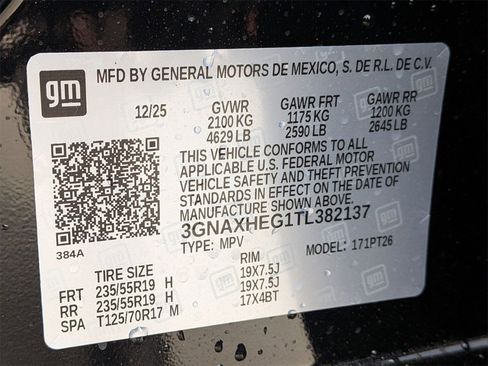 gm
MFD BY GENERAL MOTORS DE MEXICO, S. DE R.L. DE C.V.
12/25 GVWR GAWR FRT GAWR RR
2100 KG 1175 KG 1200 KG
4629 LB 2590 LB 2645 LB
THIS VEHICLE CONFORMS TO ALL
APPLICABLE U.S. FEDERAL MOTOR
VEHICLE SAFETY AND THEFT PREVENTION
STANDARDS IN EFFECT ON THE DATE OF
MANUFACTURE SHOWN ABOVE.
3GNAXHEG1TL382137
384A TYPE: MPV MODEL: 171PT26
TIRE SIZE RIM
FRT 235/55R19 H 19X7.5J
RR 235/55R19 H 19X7.5J
SPA T125/70R17 M 17X4BT